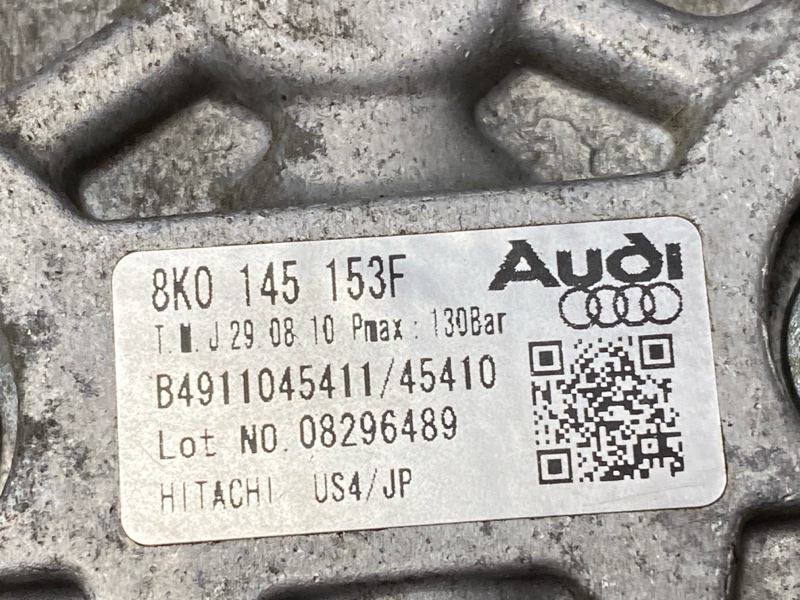 Audi
8K0 145 153F
T.M.J 29.08.10 Pmax : 130Bar
B4911045411/45410
Lot NO. 08296489
HITACHI US4/JP